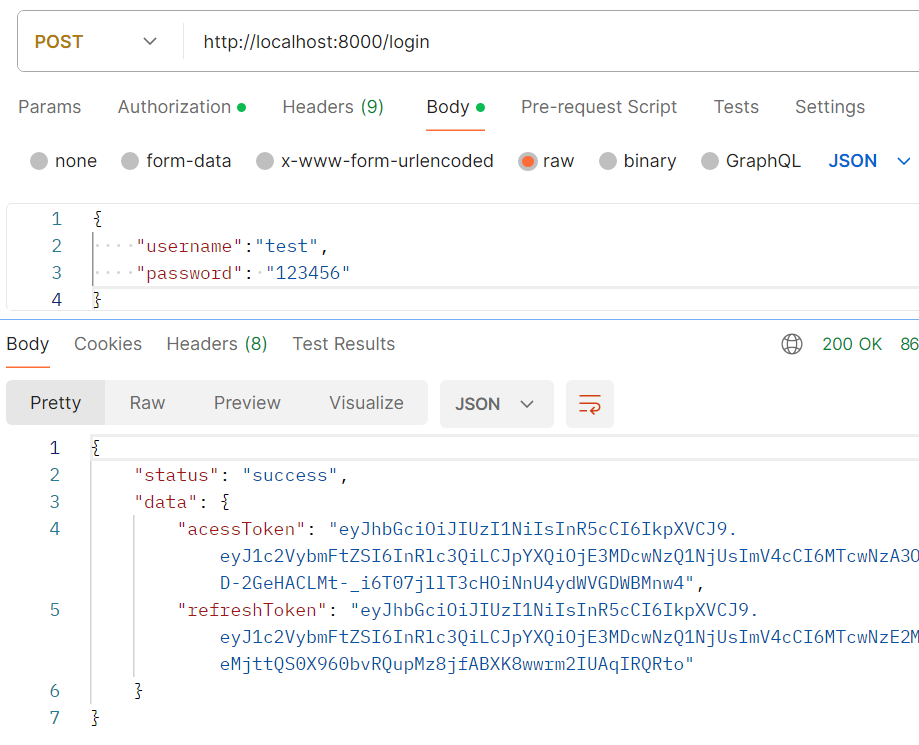 POST http://localhost:8000/login
Params Authorization Headers (9) Body Pre-request Script Tests Settings
none form-data x-www-form-urlencoded raw binary GraphQL JSON
1 {
2 "username":"test",
3 "password": "123456"
4 }
Body Cookies Headers (8) Test Results 200 OK 86
Pretty Raw Preview Visualize JSON
1 {
2 "status": "success",
3 "data": {
4 "acessToken": "eyJhbGciOiJIUzI1NiIsInR5cCI6IkpXVCJ9.
eyJ1c2VybmFtZSI6InRlc3QiLCJpYXQiOjE3MDcwNzQ1NjUsImV4cCI6MTcwNzA3O
D-2GeHACLMt-_i6T07jllT3cHOiNnU4ydWVGDWBMnw4",
5 "refreshToken": "eyJhbGciOiJIUzI1NiIsInR5cCI6IkpXVCJ9.
eyJ1c2VybmFtZSI6InRlc3QiLCJpYXQiOjE3MDcwNzQ1NjUsImV4cCI6MTcwNzE2M
eMjttQS0X960bvRQupMz8jfABXK8wwrm2IUAqIRQRto"
6 }
7 }